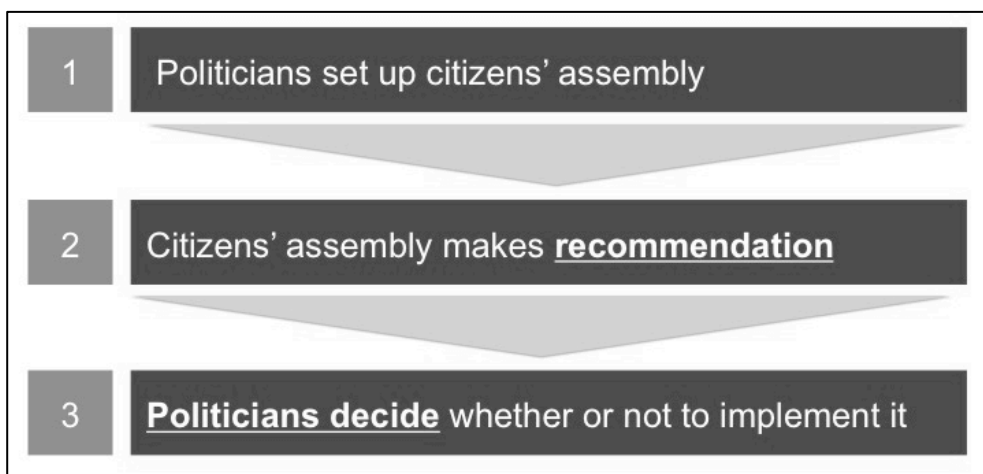 1 Politicians set up citizens’ assembly
2 Citizens’ assembly makes recommendation
3 Politicians decide whether or not to implement it